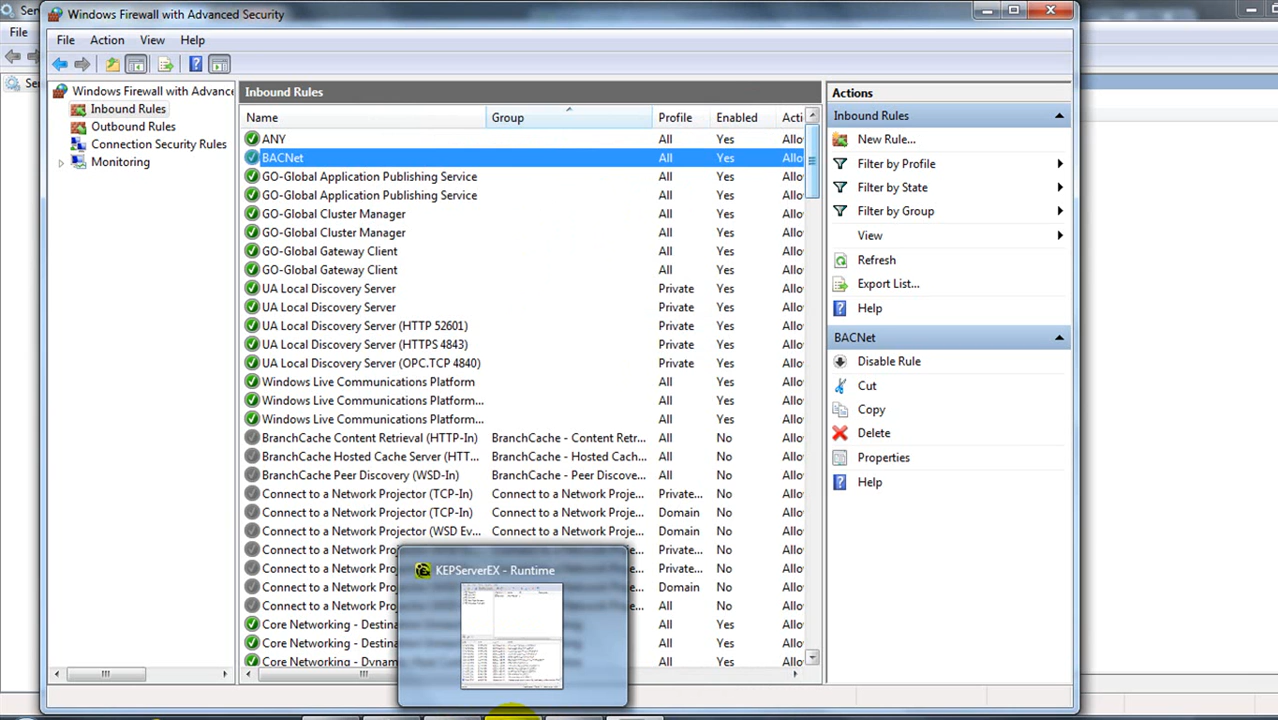 Ser
Windows Firewall with Advanced Security
File
File Action View Help
Ser
Windows Firewall with Advance
Inbound Rules
Outbound Rules
Connection Security Rules
Monitoring
Inbound Rules
Name Group Profile Enabled Acti
ANY All Yes Allo
BACNet All Yes Allo
GO-Global Application Publishing Service All Yes Allo
GO-Global Application Publishing Service All Yes Allo
GO-Global Cluster Manager All Yes Allo
GO-Global Cluster Manager All Yes Allo
GO-Global Gateway Client All Yes Allo
GO-Global Gateway Client All Yes Allo
UA Local Discovery Server Private Yes Allo
UA Local Discovery Server Private Yes Allo
UA Local Discovery Server (HTTP 52601) Private Yes Allo
UA Local Discovery Server (HTTPS 4843) Private Yes Allo
UA Local Discovery Server (OPC.TCP 4840) Private Yes Allo
Windows Live Communications Platform All Yes Allo
Windows Live Communications Platform... All Yes Allo
Windows Live Communications Platform... All Yes Allo
BranchCache Content Retrieval (HTTP-In) BranchCache - Content Retr... All No Allo
BranchCache Hosted Cache Server (HTT... BranchCache - Hosted Cach... All No Allo
BranchCache Peer Discovery (WSD-In) BranchCache - Peer Discove... All No Allo
Connect to a Network Projector (TCP-In) Connect to a Network Proje... Private... No Allo
Connect to a Network Projector (TCP-In) Connect to a Network Proje... Domain No Allo
Connect to a Network Projector (WSD Ev... Connect to a Network Proje... Domain No Allo
Connect to a Network P Private... No Allo
Connect to a Network P Private... No Allo
Connect to a Network P Domain No Allo
Connect to a Network P All No Allo
Core Networking - Destina All Yes Allo
Core Networking - Destina All Yes Allo
Core Networking - Dynam All Yes Allo
KEPServerEX - Runtime
Actions
Inbound Rules
New Rule...
Filter by Profile
Filter by State
Filter by Group
View
Refresh
Export List...
Help
BACNet
Disable Rule
Cut
Copy
Delete
Properties
Help